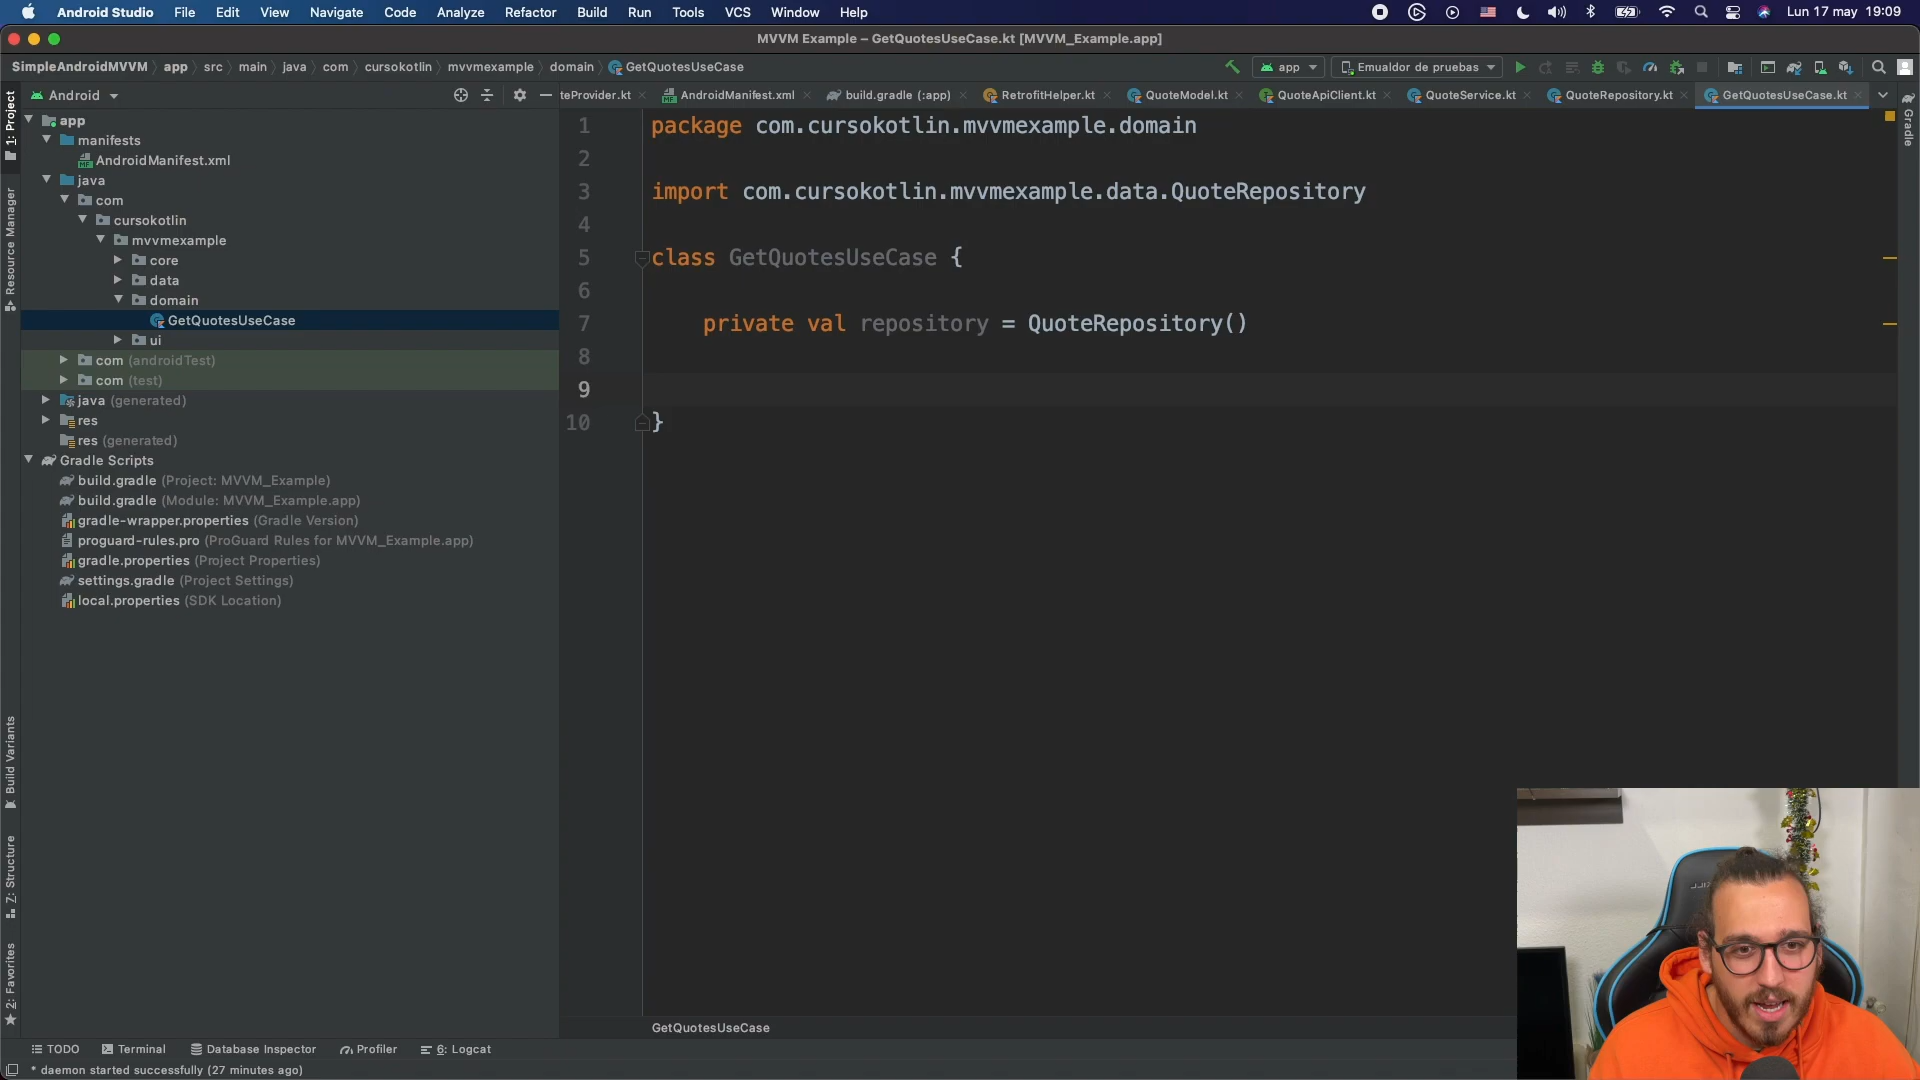 Android Studio File Edit View Navigate Code Analyze Refactor Build Run Tools VCS Window Help Lun 17 may 19:09
MVVM Example – GetQuotesUseCase.kt [MVVM_Example.app]
SimpleAndroidMVVM app src main java com cursokotlin mvvmexample domain GetQuotesUseCase app Emualdor de pruebas
Android teProvider.kt AndroidManifest.xml build.gradle (:app) RetrofitHelper.kt QuoteModel.kt QuoteApiClient.kt QuoteService.kt QuoteRepository.kt GetQuotesUseCase.kt
1: Project
Resource Manager
Build Variants
Z: Structure
2: Favorites
Gradle
app
manifests
AndroidManifest.xml
java
com
cursokotlin
mvvmexample
core
data
domain
GetQuotesUseCase
ui
com (androidTest)
com (test)
java (generated)
res
res (generated)
Gradle Scripts
build.gradle (Project: MVVM_Example)
build.gradle (Module: MVVM_Example.app)
gradle-wrapper.properties (Gradle Version)
proguard-rules.pro (ProGuard Rules for MVVM_Example.app)
gradle.properties (Project Properties)
settings.gradle (Project Settings)
local.properties (SDK Location)
1 package com.cursokotlin.mvvmexample.domain
2
3 import com.cursokotlin.mvvmexample.data.QuoteRepository
4
5 class GetQuotesUseCase {
6
7 private val repository = QuoteRepository()
8
9
10 }
GetQuotesUseCase
TODO Terminal Database Inspector Profiler 6: Logcat
* daemon started successfully (27 minutes ago)